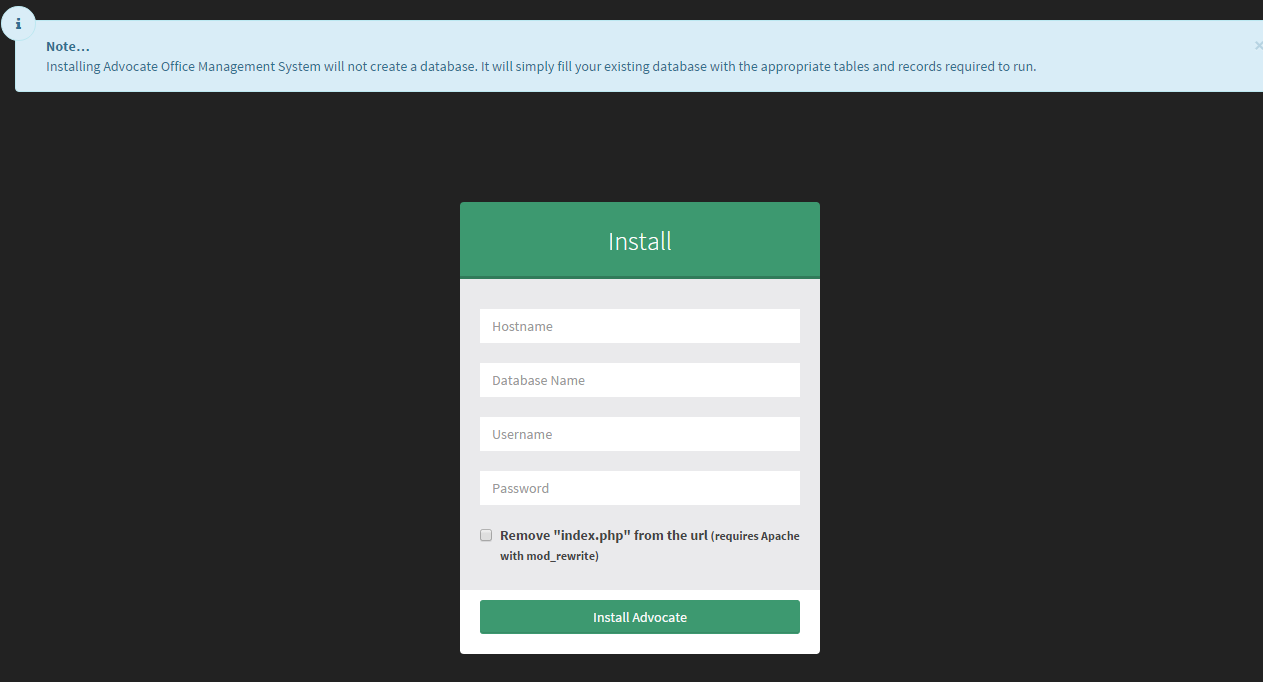 i
Note...
Installing Advocate Office Management System will not create a database. It will simply fill your existing database with the appropriate tables and records required to run.
×
Install
Hostname
Database Name
Username
Password
Remove "index.php" from the url (requires Apache
with mod_rewrite)
Install Advocate